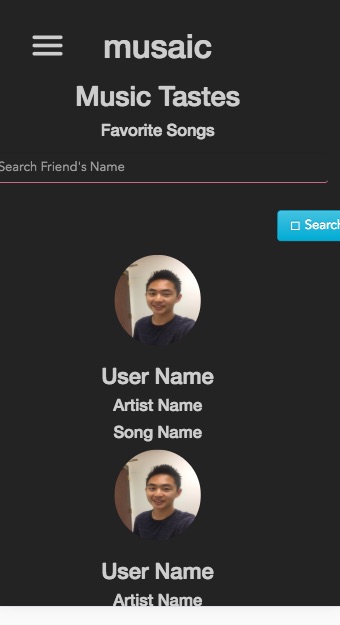 musaic
Music Tastes
Favorite Songs
Search Friend's Name
Search
User Name
Artist Name
Song Name
User Name
Artist Name